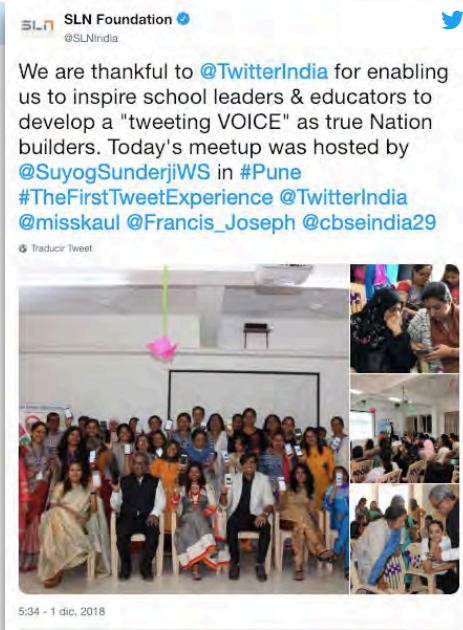 SLN SLN Foundation
@SLNIndia
We are thankful to @TwitterIndia for enabling
us to inspire school leaders & educators to
develop a "tweeting VOICE" as true Nation
builders. Today's meetup was hosted by
@SuyogSunderjiWS in #Pune
#TheFirstTweetExperience @TwitterIndia
@misskaul @Francis_Joseph @cbseindia29
Traducir Tweet
5:34 - 1 dic. 2018